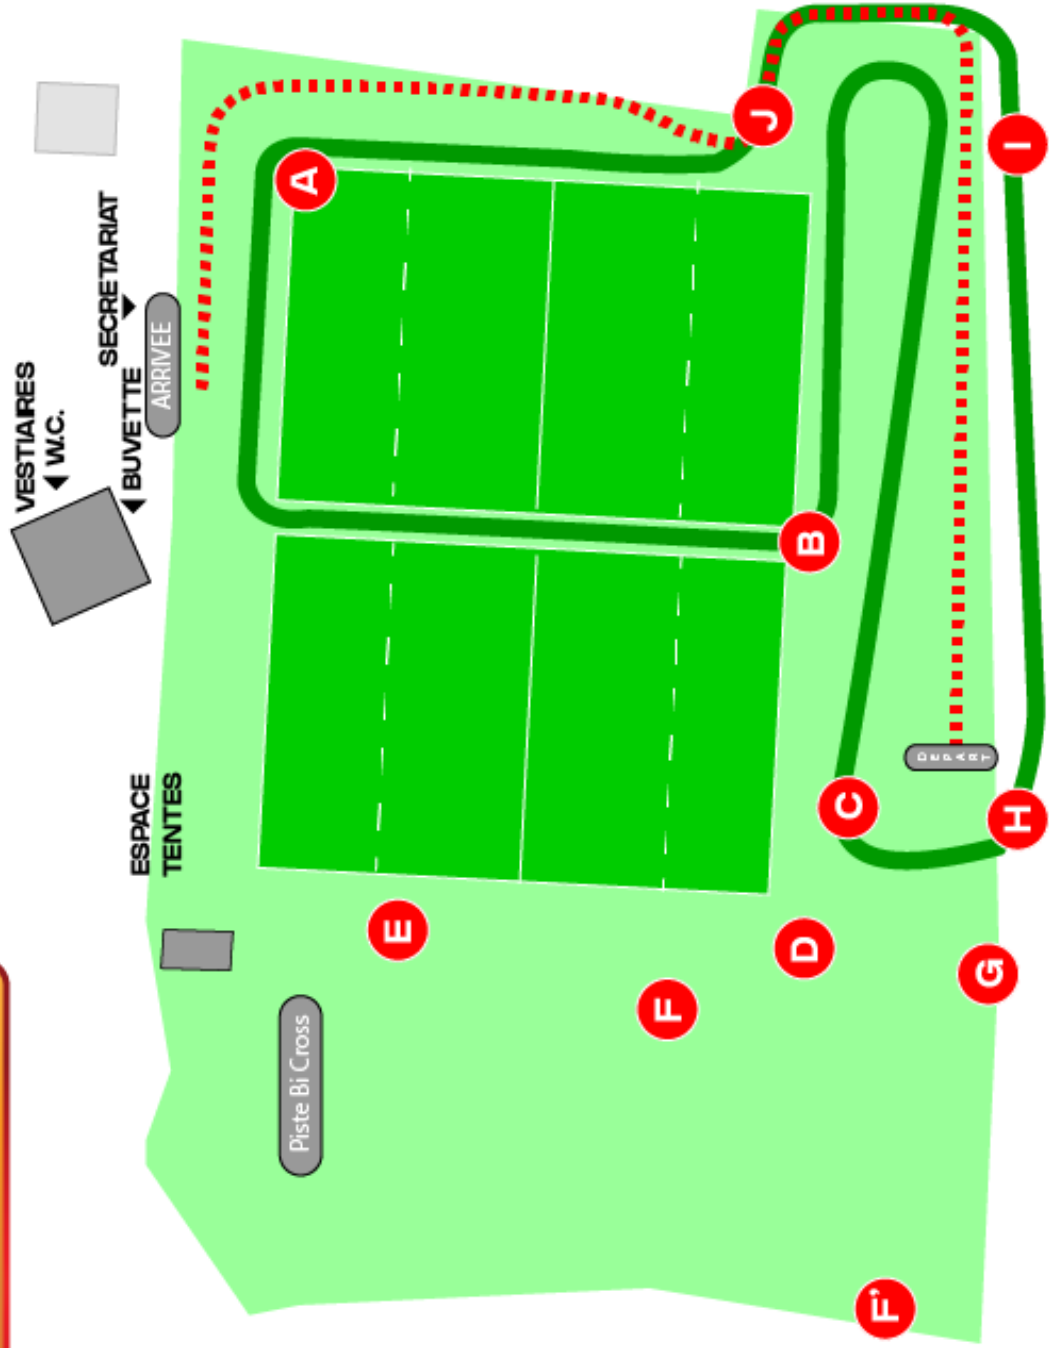 VESTIAIRES
W.C.
BUVETTE
SECRETARIAT
ARRIVEE
ESPACE
TENTES
Piste Bi Cross
A
J
I
B
C
DEPART
H
E
D
F
G
F'